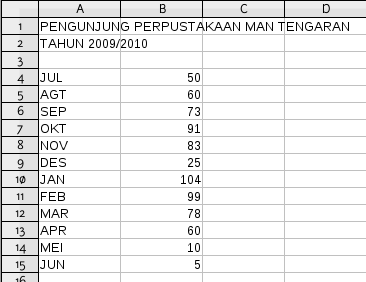 A B C D
1 PENGUNJUNG PERPUSTAKAAN MAN TENGARAN
2 TAHUN 2009/2010
3
4 JUL 50
5 AGT 60
6 SEP 73
7 OKT 91
8 NOV 83
9 DES 25
10 JAN 104
11 FEB 99
12 MAR 78
13 APR 60
14 MEI 10
15 JUN 5
16